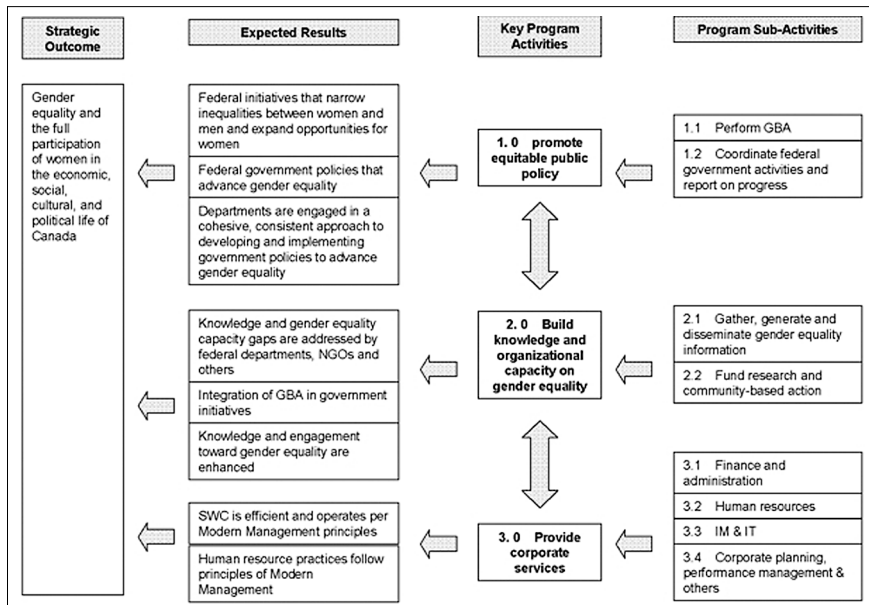 Strategic
Outcome
Expected Results
Key Program
Activities
Program Sub-Activities
Gender
equality and
the full
participation
of women in
the economic,
social,
cultural, and
political life of
Canada
Federal initiatives that narrow
inequalities between women and
men and expand opportunities for
women
Federal government policies that
advance gender equality
Departments are engaged in a
cohesive, consistent approach to
developing and implementing
government policies to advance
gender equality
1. 0 promote
equitable public
policy
1.1 Perform GBA
1.2 Coordinate federal
government activities and
report on progress
Knowledge and gender equality
capacity gaps are addressed by
federal departments, NGOs and
others
Integration of GBA in government
initiatives
Knowledge and engagement
toward gender equality are
enhanced
2. 0 Build
knowledge and
organizational
capacity on
gender equality
2.1 Gather, generate and
disseminate gender equality
information
2.2 Fund research and
community-based action
SWC is efficient and operates per
Modern Management principles
Human resource practices follow
principles of Modern
Management
3. 0 Provide
corporate
services
3.1 Finance and
administration
3.2 Human resources
3.3 IM & IT
3.4 Corporate planning,
performance management &
others